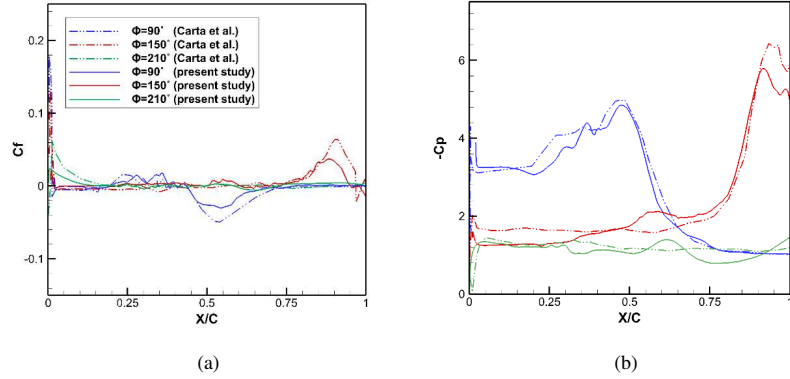 0.2
0.1
0
-0.1
Cf
Φ=90° (Carta et al.)
Φ=150° (Carta et al.)
Φ=210° (Carta et al.)
Φ=90° (present study)
Φ=150° (present study)
Φ=210° (present study)
0 0.25 0.5 0.75 1
X/C
(a)
6
4
2
0
-Cp
0 0.25 0.5 0.75 1
X/C
(b)